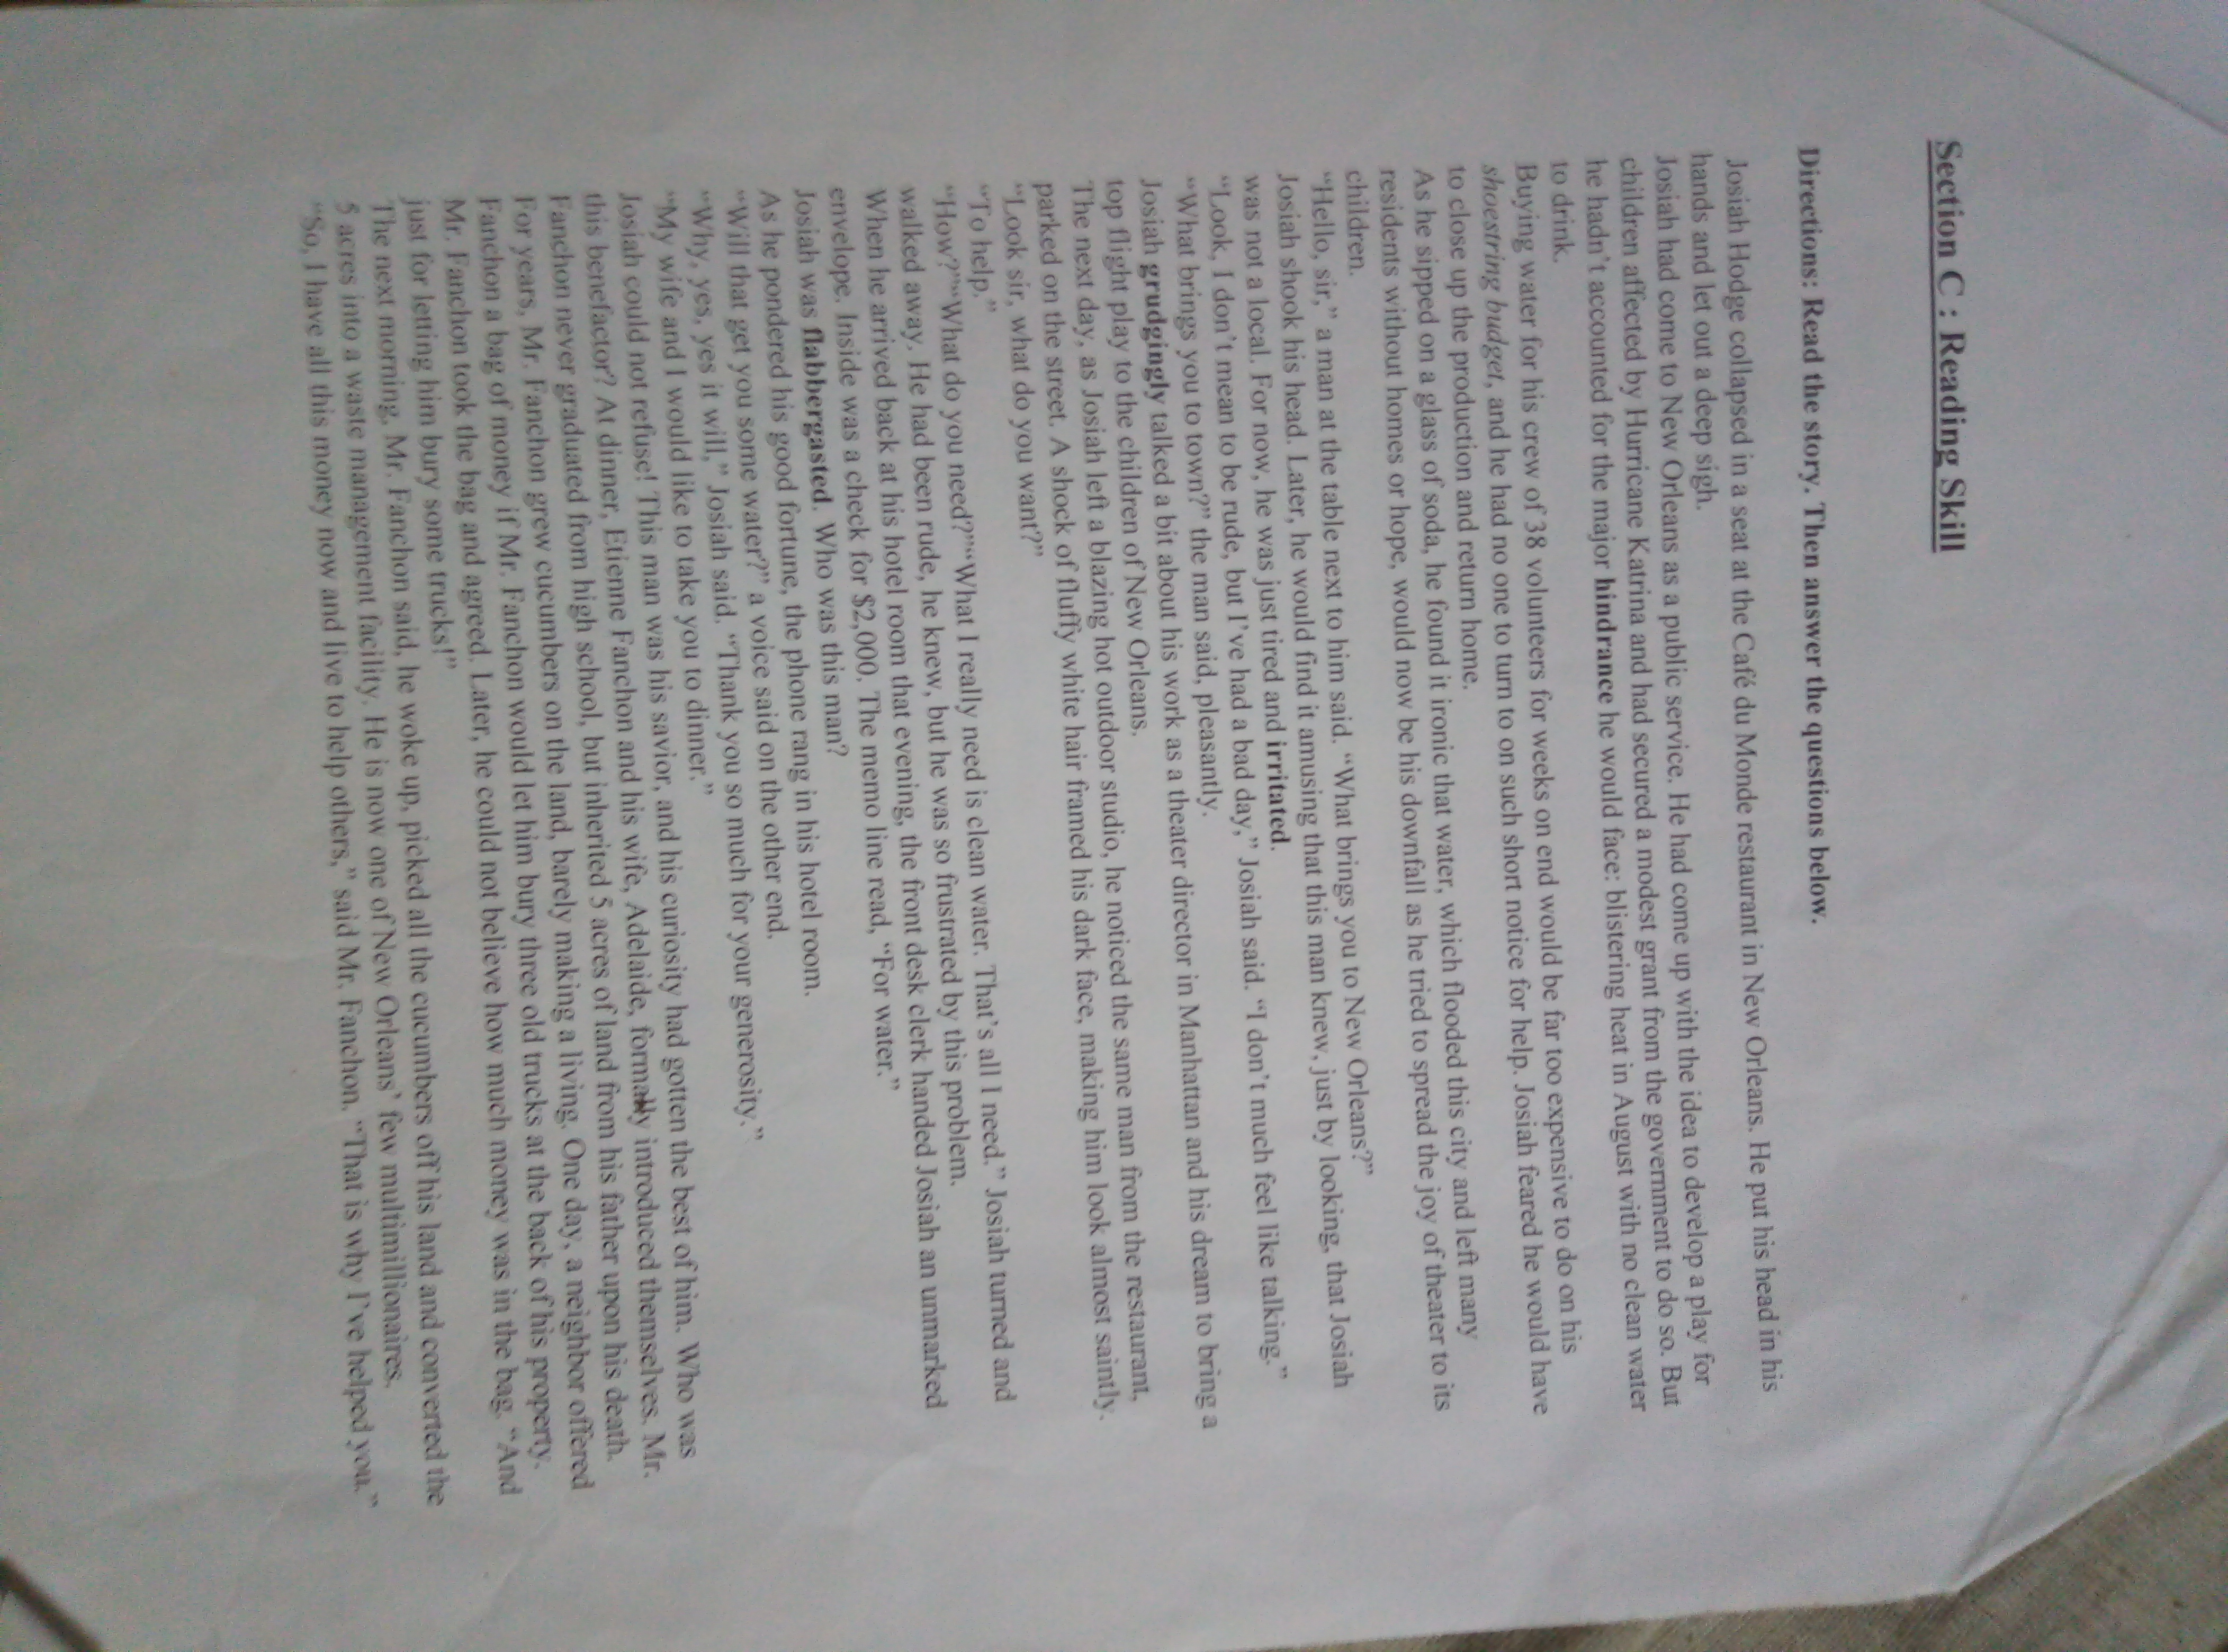 Section C : Reading Skill
Directions: Read the story. Then answer the questions below.
Josiah Hodge collapsed in a seat at the Café du Monde restaurant in New Orleans. He put his head in his
hands and let out a deep sigh.
Josiah had come to New Orleans as a public service. He had come up with the idea to develop a play for
children affected by Hurricane Katrina and had secured a modest grant from the government to do so. But
he hadn't accounted for the major hindrance he would face: blistering heat in August with no clean water
to drink.
Buying water for his crew of 38 volunteers for weeks on end would be far too expensive to do on his
shoestring budget, and he had no one to turn to on such short notice for help. Josiah feared he would have
to close up the production and return home.
As he sipped on a glass of soda, he found it ironic that water, which flooded this city and left many
residents without homes or hope, would now be his downfall as he tried to spread the joy of theater to its
children.
“Hello, sir,” a man at the table next to him said. “What brings you to New Orleans?”
Josiah shook his head. Later, he would find it amusing that this man knew, just by looking, that Josiah
was not a local. For now, he was just tired and irritated.
“Look, I don't mean to be rude, but I've had a bad day,” Josiah said. “I don't much feel like talking.”
“What brings you to town?” the man said, pleasantly.
Josiah grudgingly talked a bit about his work as a theater director in Manhattan and his dream to bring a
top flight play to the children of New Orleans.
The next day, as Josiah left a blazing hot outdoor studio, he noticed the same man from the restaurant,
parked on the street. A shock of fluffy white hair framed his dark face, making him look almost saintly.
“Look sir, what do you want?”
“To help.”
“How?”“What do you need?”“What I really need is clean water. That's all I need.” Josiah turned and
walked away. He had been rude, he knew, but he was so frustrated by this problem.
When he arrived back at his hotel room that evening, the front desk clerk handed Josiah an unmarked
envelope. Inside was a check for $2,000. The memo line read, “For water.”
Josiah was flabbergasted. Who was this man?
As he pondered his good fortune, the phone rang in his hotel room.
“Will that get you some water?” a voice said on the other end.
“Why, yes, yes it will,” Josiah said. “Thank you so much for your generosity.”
“My wife and I would like to take you to dinner.”
Josiah could not refuse! This man was his savior, and his curiosity had gotten the best of him. Who was
this benefactor? At dinner, Etienne Fanchon and his wife, Adelaide, formally introduced themselves. Mr.
Fanchon never graduated from high school, but inherited 5 acres of land from his father upon his death.
For years, Mr. Fanchon grew cucumbers on the land, barely making a living. One day, a neighbor offered
Fanchon a bag of money if Mr. Fanchon would let him bury three old trucks at the back of his property.
Mr. Fanchon took the bag and agreed. Later, he could not believe how much money was in the bag. “And
just for letting him bury some trucks!”
The next morning, Mr. Fanchon said, he woke up, picked all the cucumbers off his land and converted the
5 acres into a waste management facility. He is now one of New Orleans' few multimillionaires.
“So, I have all this money now and live to help others,” said Mr. Fanchon. “That is why I've helped you.”